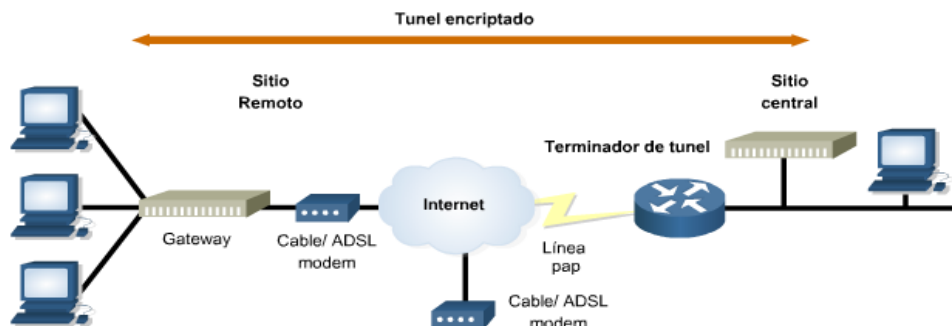 Tunel encriptado
Sitio
Remoto
Sitio
central
Terminador de tunel
Internet
Gateway
Cable/ ADSL
modem
Línea
pap
Cable/ ADSL
modem